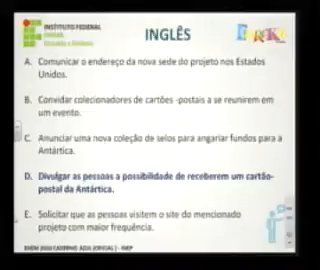 INSTITUTO FEDERAL
INGLÊS
A. Comunicar o endereço da nova sede do projeto nos Estados
Unidos.
B. Convidar colecionadores de cartões -postais a se reunirem em
um evento.
C. Anunciar uma nova coleção de selos para angariar fundos para a
Antártica.
D. Divulgar as pessoas a possibilidade de receberem um cartão-
postal da Antártica.
E. Solicitar que as pessoas visitem o site do mencionado
projeto com maior frequência.